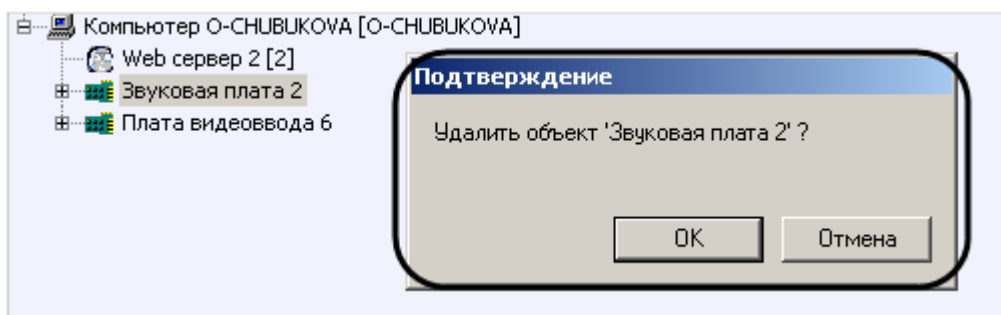 Компьютер O-CHUBUKOVA [O-CHUBUKOVA]
Web сервер 2 [2]
Звуковая плата 2
Плата видеоввода 6
Подтверждение
Удалить объект 'Звуковая плата 2' ?
OK
Отмена